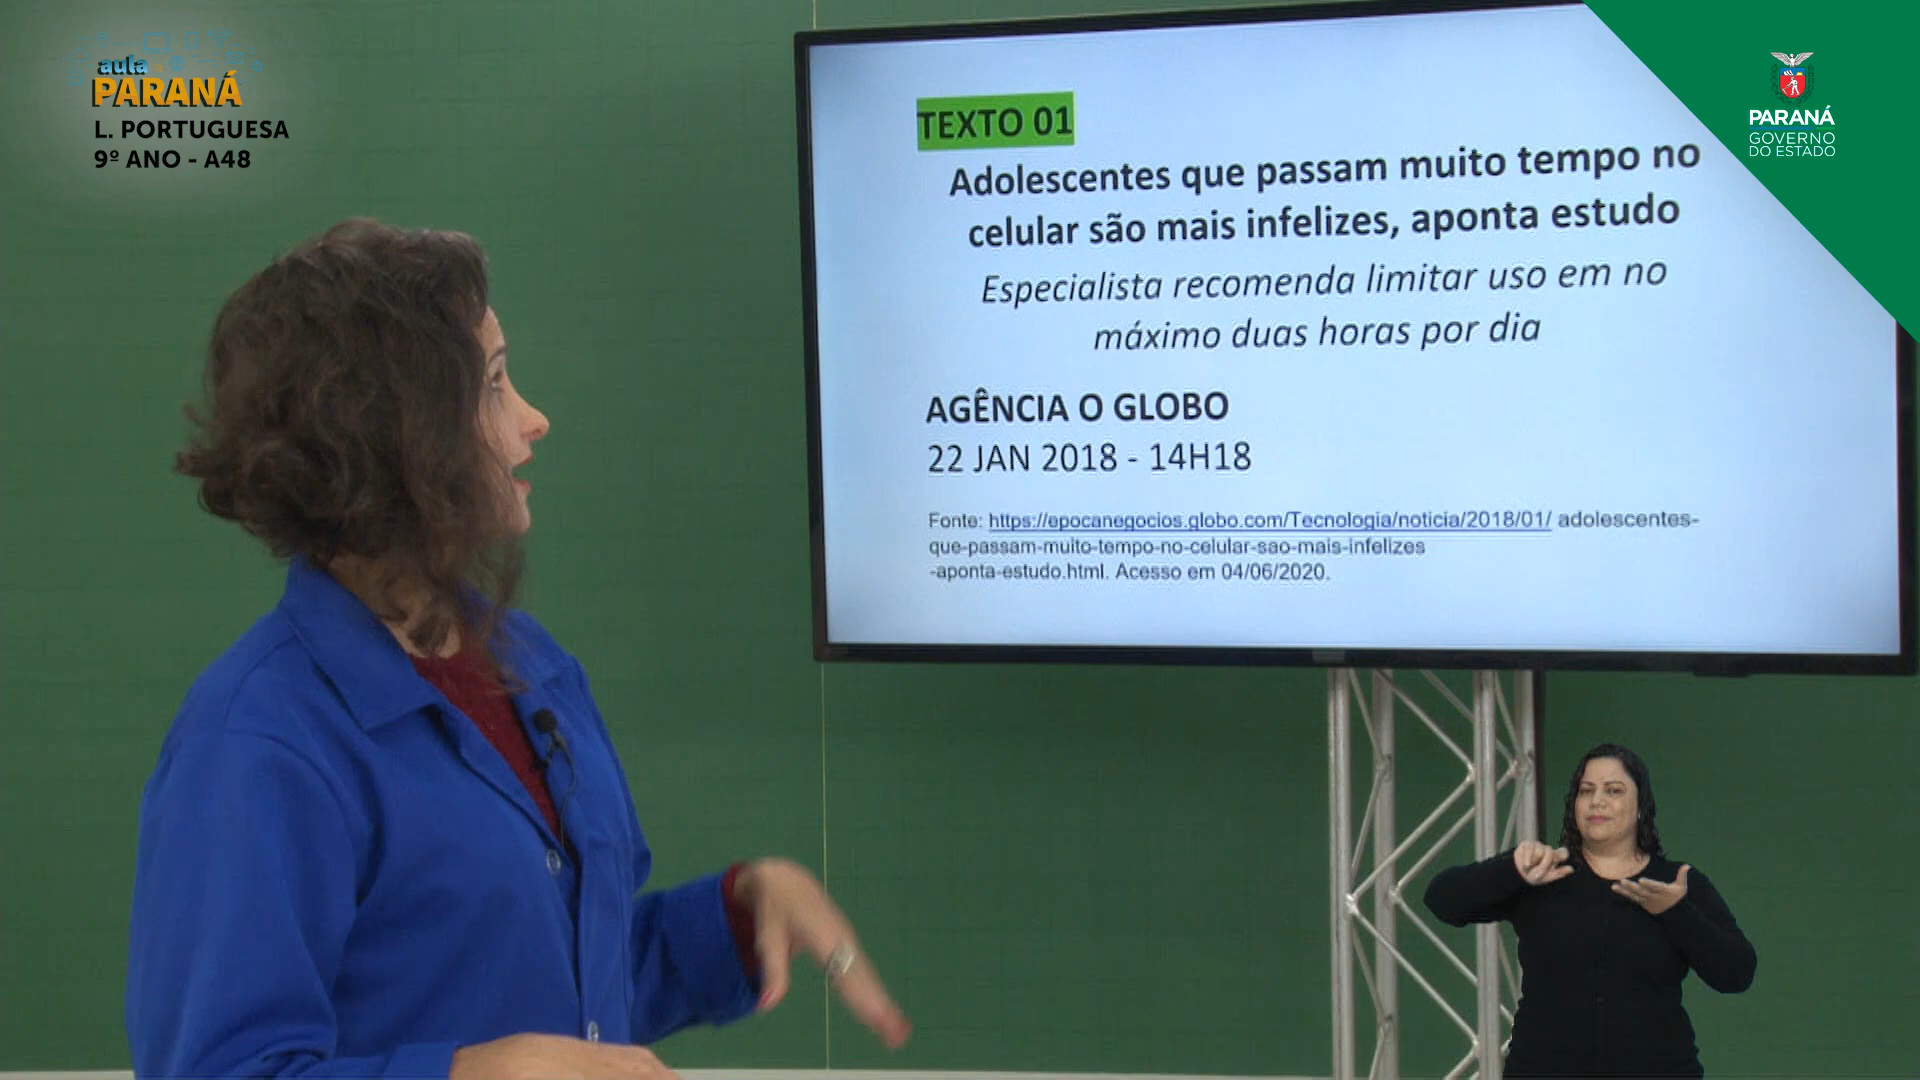 aula
PARANÁ
L. PORTUGUESA
9º ANO - A48
TEXTO 01
Adolescentes que passam muito tempo no
celular são mais infelizes, aponta estudo
Especialista recomenda limitar uso em no
máximo duas horas por dia
AGÊNCIA O GLOBO
22 JAN 2018 - 14H18
Fonte: https://epocanegocios.globo.com/Tecnologia/noticia/2018/01/ adolescentes-
que-passam-muito-tempo-no-celular-sao-mais-infelizes
-aponta-estudo.html. Acesso em 04/06/2020.
PARANÁ
GOVERNO
DO ESTADO